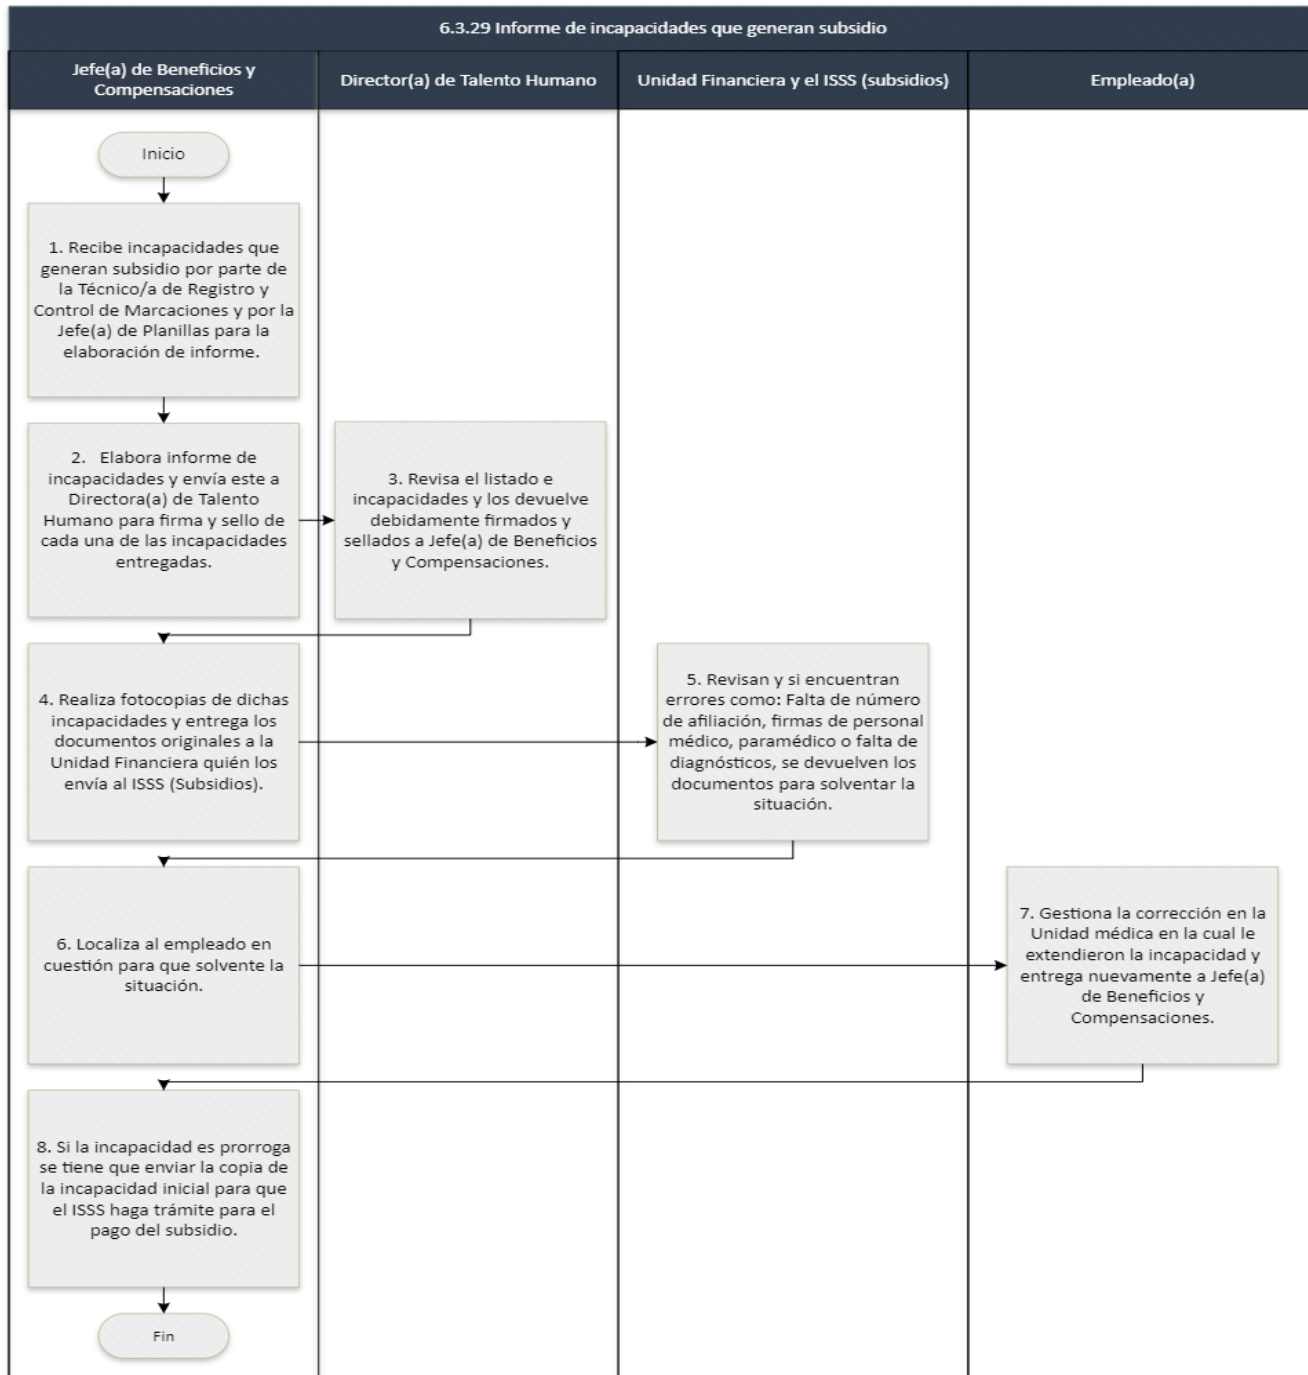 6.3.29 Informe de incapacidades que generan subsidio
Jefe(a) de Beneficios y
Compensaciones
Director(a) de Talento Humano
Unidad Financiera y el ISSS (subsidios)
Empleado(a)
Inicio
1. Recibe incapacidades que
generan subsidio por parte de
la Técnico/a de Registro y
Control de Marcaciones y por la
Jefe(a) de Planillas para la
elaboración de informe.
2. Elabora informe de
incapacidades y envía este a
Directora(a) de Talento
Humano para firma y sello de
cada una de las incapacidades
entregadas.
3. Revisa el listado e
incapacidades y los devuelve
debidamente firmados y
sellados a Jefe(a) de Beneficios
y Compensaciones.
4. Realiza fotocopias de dichas
incapacidades y entrega los
documentos originales a la
Unidad Financiera quién los
envía al ISSS (Subsidios).
5. Revisan y si encuentran
errores como: Falta de número
de afiliación, firmas de personal
médico, paramédico o falta de
diagnósticos, se devuelven los
documentos para solventar la
situación.
6. Localiza al empleado en
cuestión para que solvente la
situación.
7. Gestiona la corrección en la
Unidad médica en la cual le
extendieron la incapacidad y
entrega nuevamente a Jefe(a)
de Beneficios y
Compensaciones.
8. Si la incapacidad es prorroga
se tiene que enviar la copia de
la incapacidad inicial para que
el ISSS haga trámite para el
pago del subsidio.
Fin